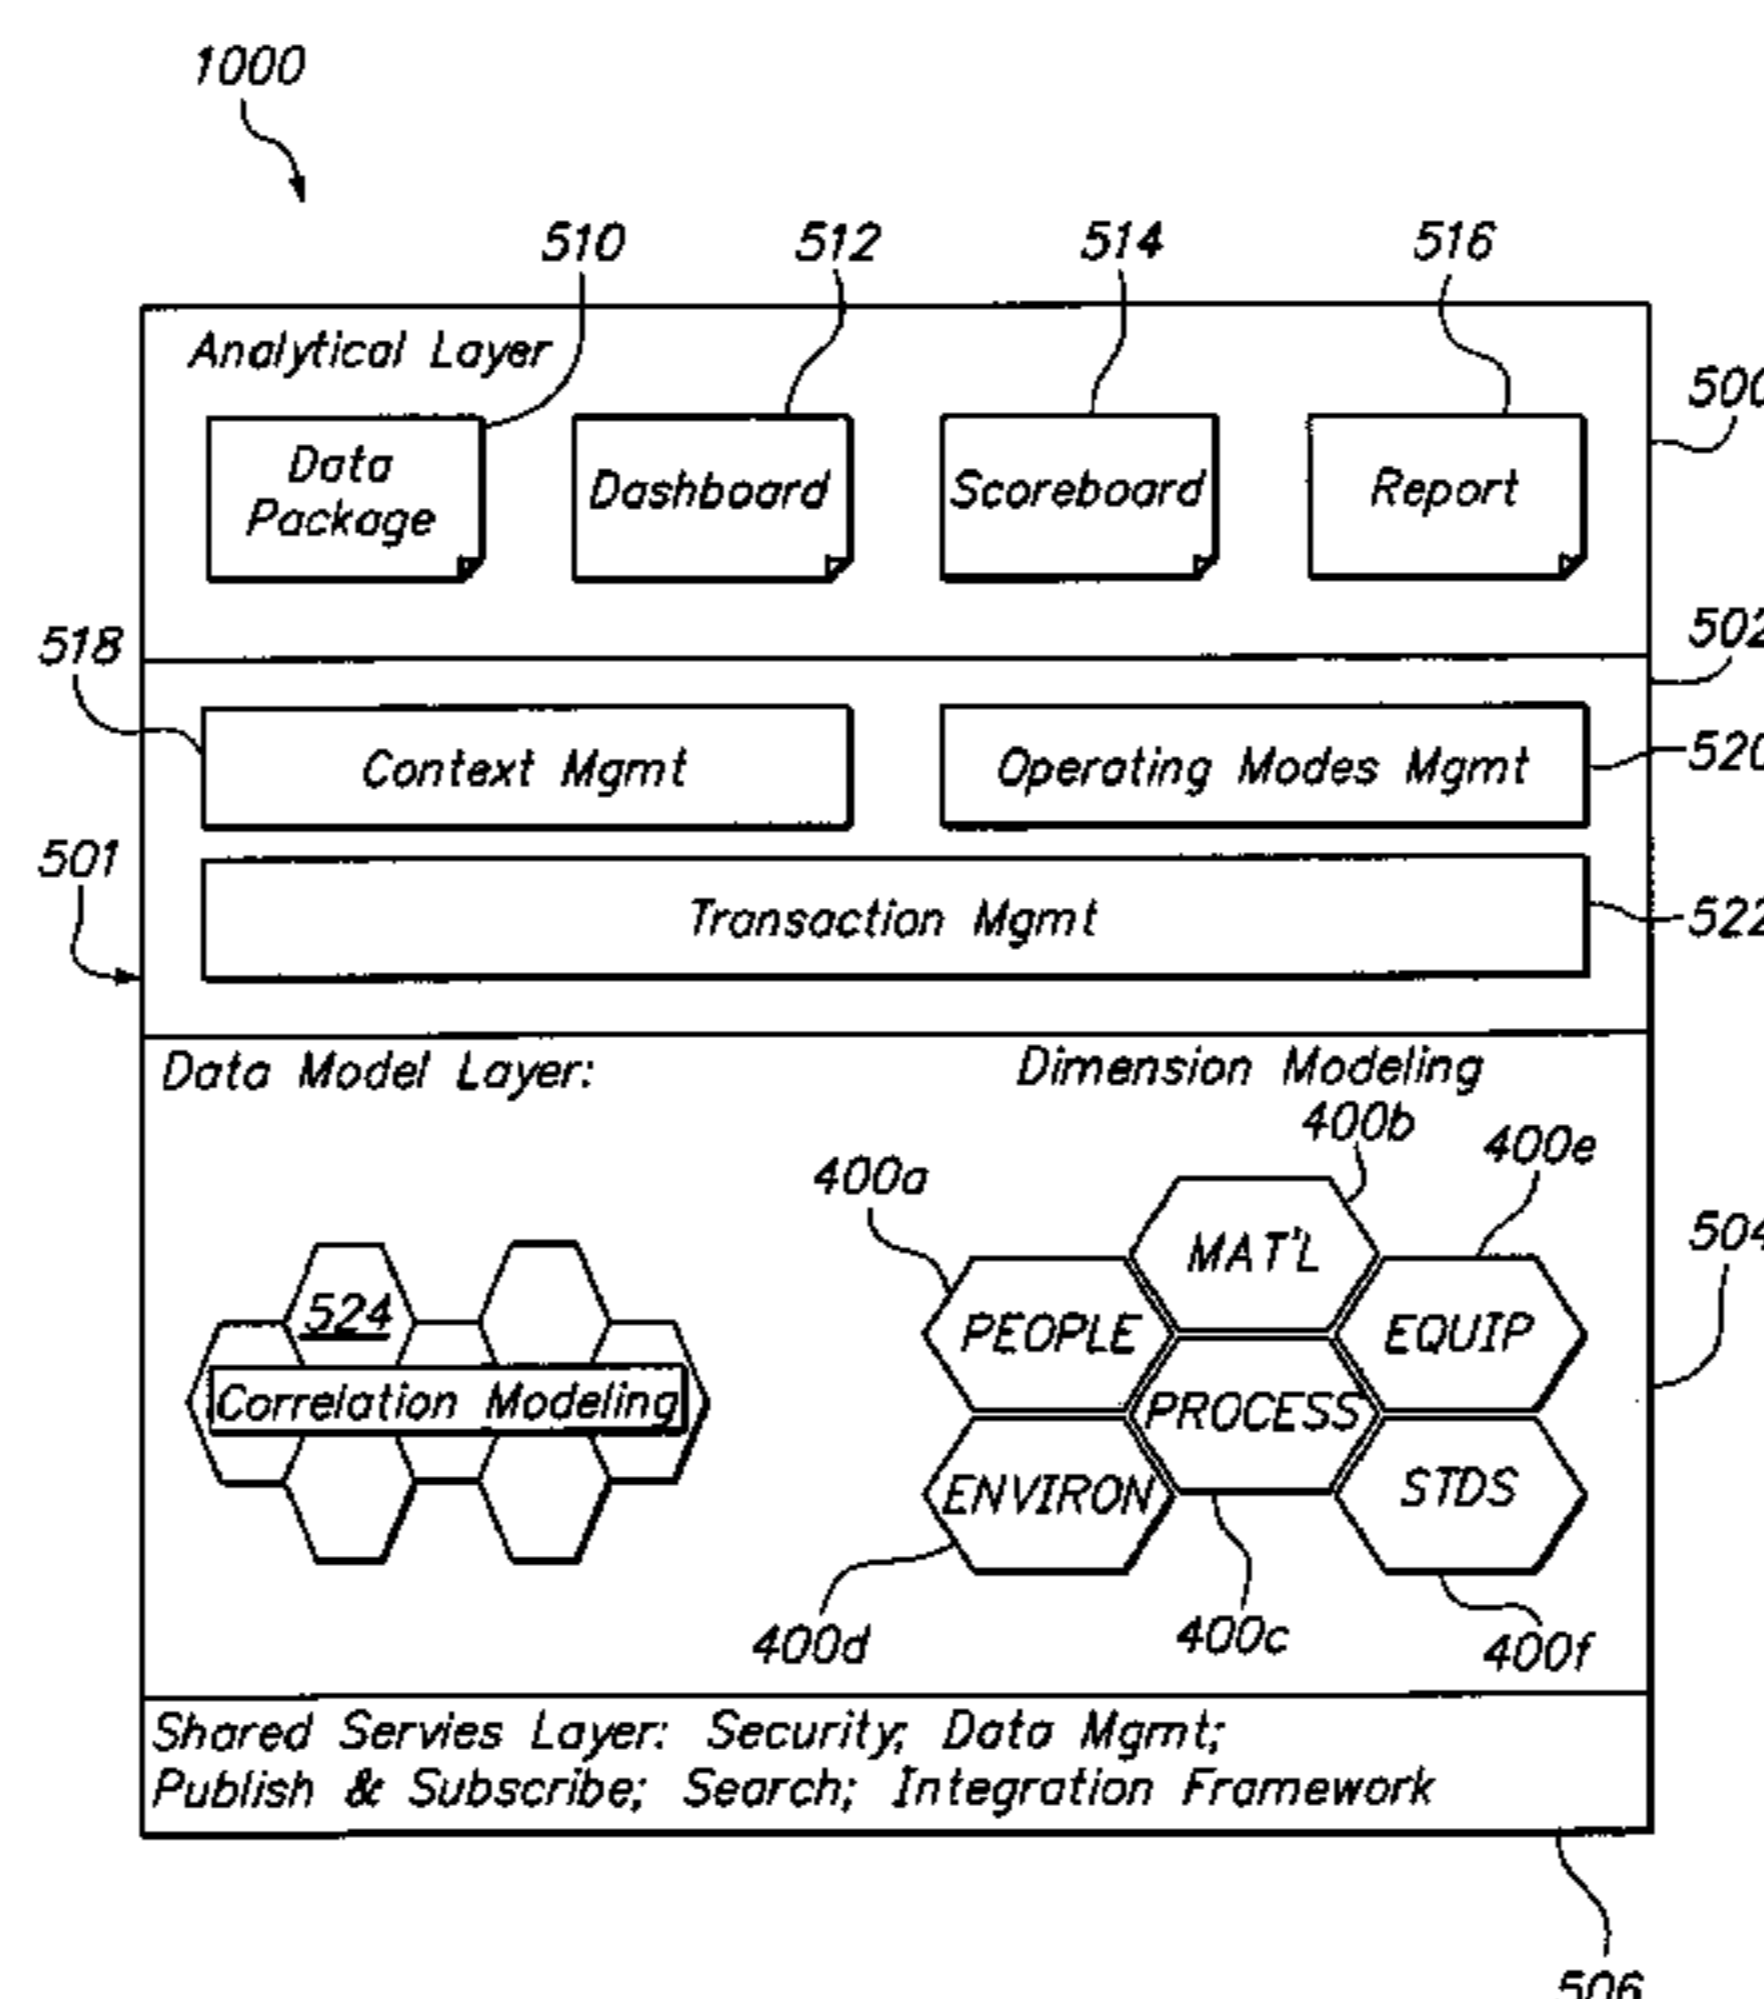 1000
510 512 514 516
Analytical Layer
500
Data
Package
Dashboard
Scoreboard
Report
518
502
Context Mgmt
Operating Modes Mgmt
520
501
Transaction Mgmt
522
Data Model Layer:
Dimension Modeling
400b
400e
400a
504
MAT'L
524
PEOPLE
EQUIP
Correlation Modeling
PROCESS
ENVIRON
STDS
400d
400c
400f
Shared Servies Layer: Security; Data Mgmt;
Publish & Subscribe; Search; Integration Framework
506